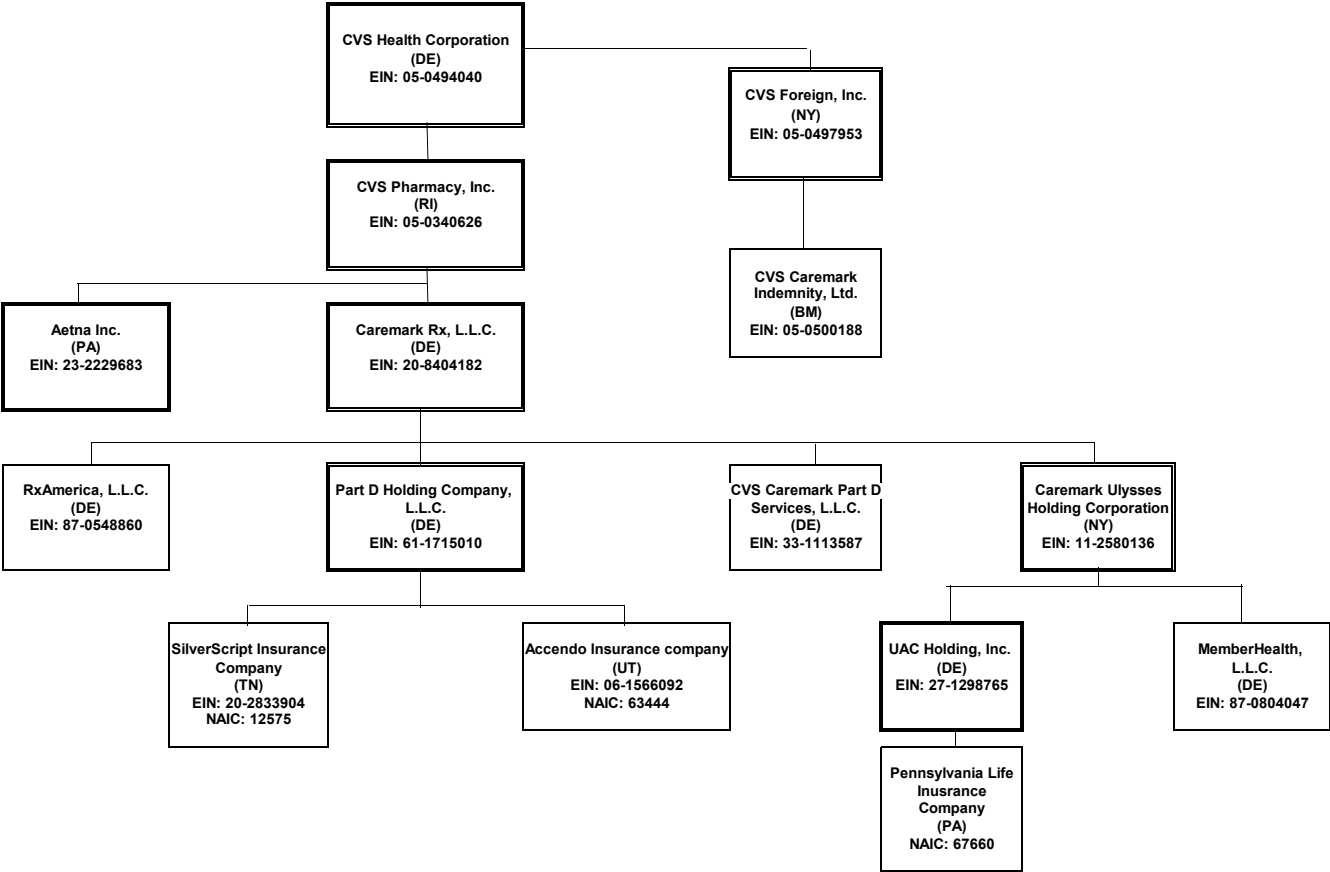 CVS Health Corporation
(DE)
EIN: 05-0494040
CVS Foreign, Inc.
(NY)
EIN: 05-0497953
CVS Pharmacy, Inc.
(RI)
EIN: 05-0340626
CVS Caremark
Indemnity, Ltd.
(BM)
EIN: 05-0500188
Aetna Inc.
(PA)
EIN: 23-2229683
Caremark Rx, L.L.C.
(DE)
EIN: 20-8404182
RxAmerica, L.L.C.
(DE)
EIN: 87-0548860
Part D Holding Company,
L.L.C.
(DE)
EIN: 61-1715010
CVS Caremark Part D
Services, L.L.C.
(DE)
EIN: 33-1113587
Caremark Ulysses
Holding Corporation
(NY)
EIN: 11-2580136
SilverScript Insurance
Company
(TN)
EIN: 20-2833904
NAIC: 12575
Accendo Insurance company
(UT)
EIN: 06-1566092
NAIC: 63444
UAC Holding, Inc.
(DE)
EIN: 27-1298765
MemberHealth,
L.L.C.
(DE)
EIN: 87-0804047
Pennsylvania Life
Inusrance
Company
(PA)
NAIC: 67660